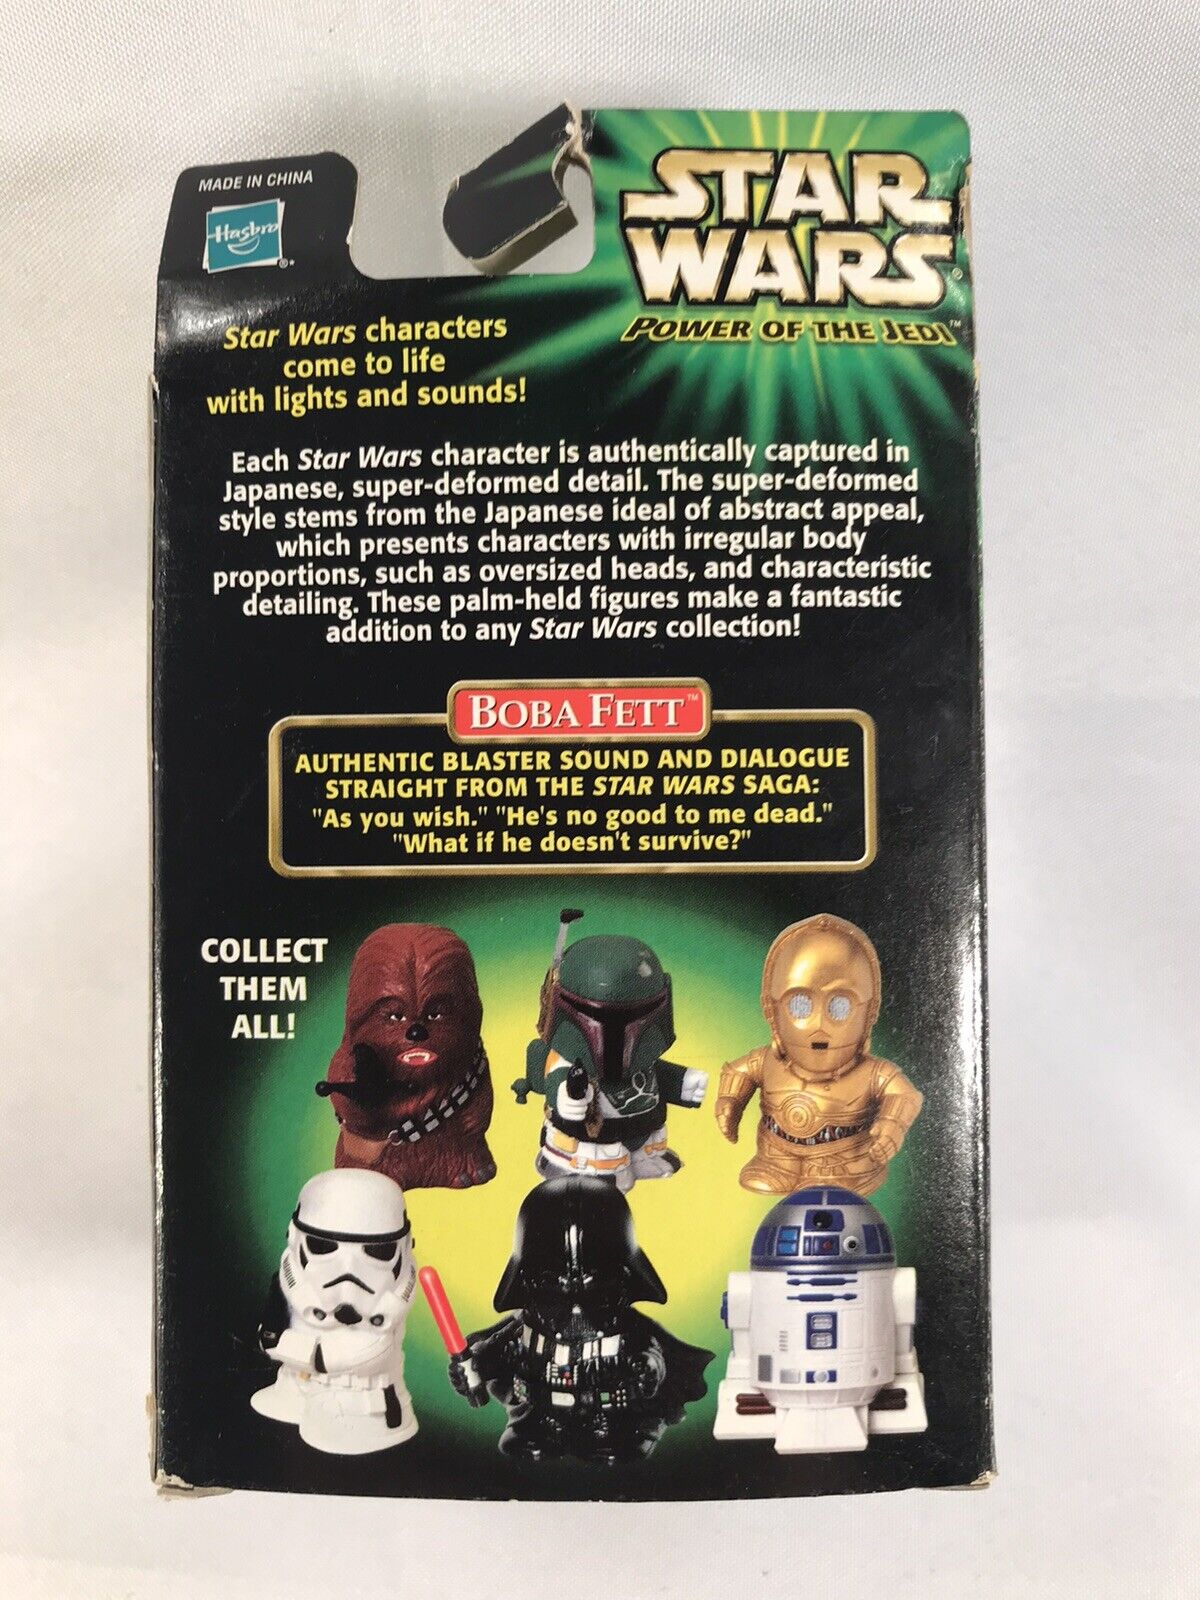 MADE IN CHINA
Hasbro
®*
STAR
WARS®
POWER OF THE JEDI™
Star Wars characters
come to life
with lights and sounds!
Each Star Wars character is authentically captured in
Japanese, super-deformed detail. The super-deformed
style stems from the Japanese ideal of abstract appeal,
which presents characters with irregular body
proportions, such as oversized heads, and characteristic
detailing. These palm-held figures make a fantastic
addition to any Star Wars collection!
BOBA FETT™
AUTHENTIC BLASTER SOUND AND DIALOGUE
STRAIGHT FROM THE STAR WARS SAGA:
"As you wish." "He's no good to me dead."
"What if he doesn't survive?"
COLLECT
THEM
ALL!